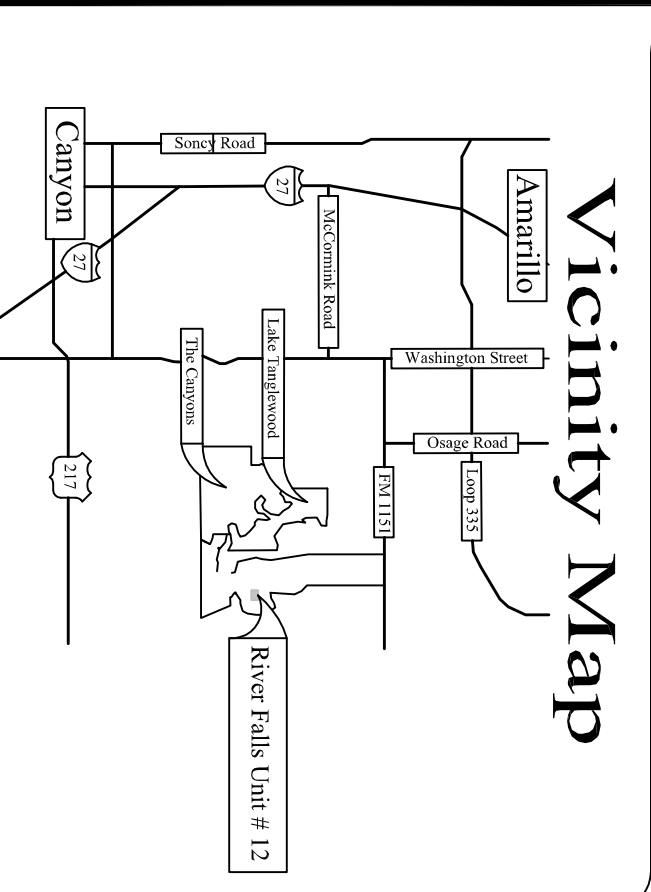 Vicinity Map
Amarillo
Loop 335
Soncy Road
27
McCormink Road
Washington Street
Osage Road
FM 1151
Lake Tanglewood
The Canyons
River Falls Unit # 12
Canyon
27
217